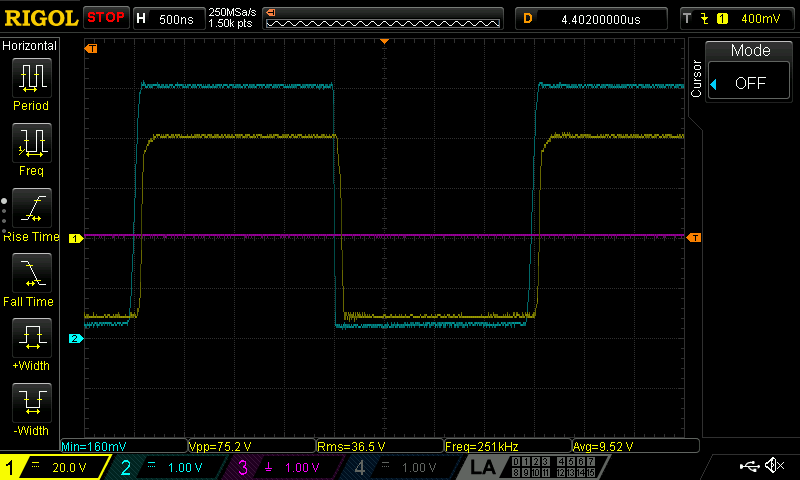 RIGOL STOP H 500ns 250MSa/s D 4.40200000us T 1 400mV
1.50k pts
Horizontal
Period
Freq
Rise Time
Fall Time
+Width
-Width
T
1
2
T
Cursor
Mode
OFF
Min=160mV Vpp=75.2 V Rms=36.5 V Freq=251kHz Avg=9.52 V
1 20.0 V 2 1.00 V 3 1.00 V 4 1.00 V LA 0 1 2 3 4 5 6 7
8 9 10 11 12 13 14 15